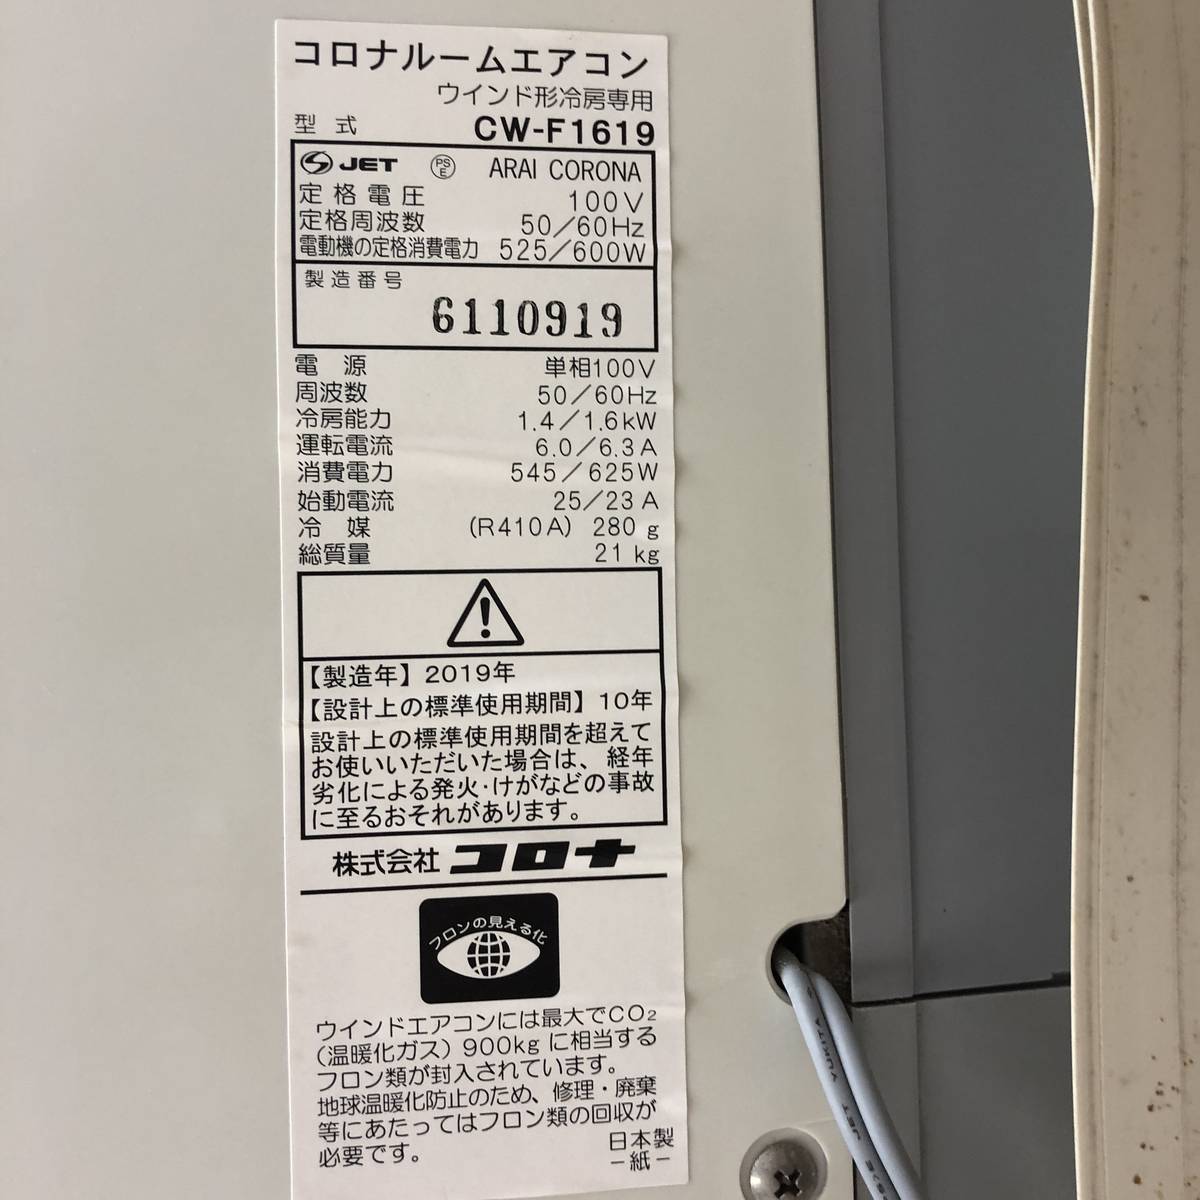 コロナルームエアコン
ウインド形冷房専用
型式 CW-F1619
JET PSE ARAI CORONA
定格電圧 100V
定格周波数 50/60Hz
電動機の定格消費電力 525/600W
製造番号
6110919
電源 単相100V
周波数 50/60Hz
冷房能力 1.4/1.6kW
運転電流 6.0/6.3A
消費電力 545/625W
始動電流 25/23A
冷媒 (R410A) 280g
総質量 21kg
【製造年】2019年
【設計上の標準使用期間】10年
設計上の標準使用期間を超えて
お使いいただいた場合は、経年
劣化による発火・けがなどの事故
に至るおそれがあります。
株式会社 コロナ
フロンの見える化
ウインドエアコンには最大でCO₂
(温暖化ガス)900kgに相当する
フロン類が封入されています。
地球温暖化防止のため、修理・廃棄
等にあたってはフロン類の回収が
必要です。
日本製
-紙-
YUKITA
JET